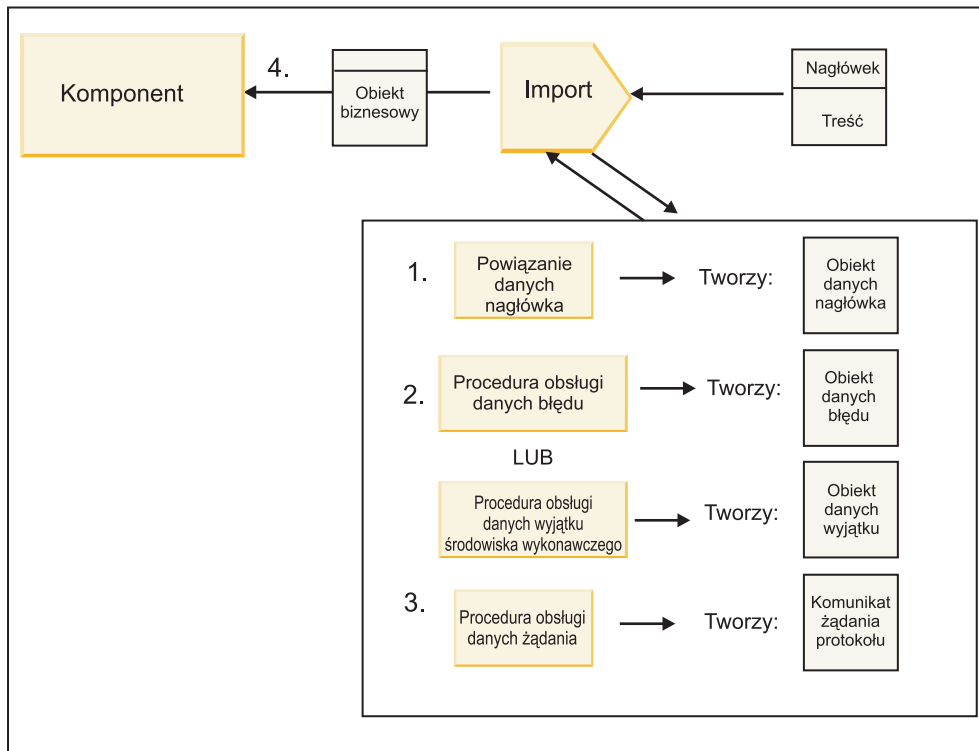 Komponent
4.
Obiekt
biznesowy
Import
Nagłówek
Treść
1.
Powiązanie
danych
nagłówka
Tworzy:
Obiekt
danych
nagłówka
2.
Procedura obsługi
danych błędu
Tworzy:
Obiekt
danych
błędu
LUB
Procedura obsługi
danych wyjątku
środowiska wykonawczego
Tworzy:
Obiekt
danych
wyjątku
3.
Procedura obsługi
danych żądania
Tworzy:
Komunikat
żądania
protokołu